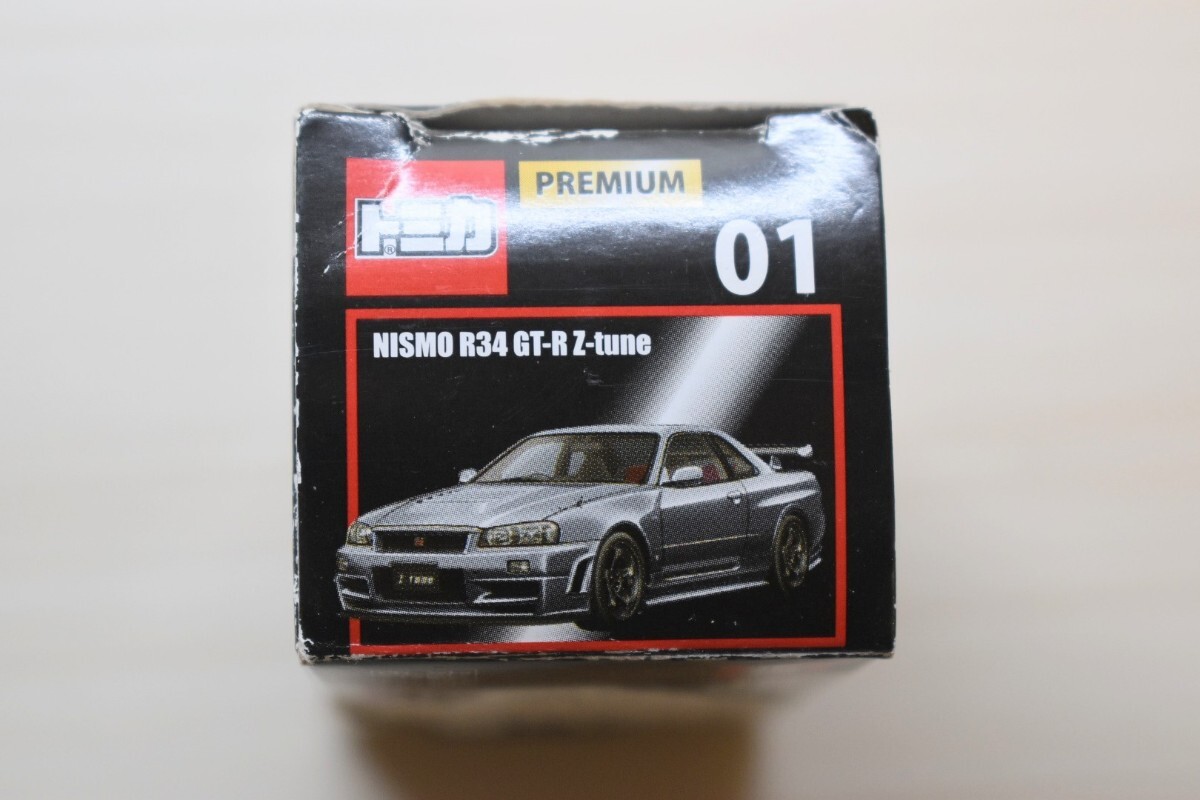 トミカ®
PREMIUM
01
NISMO R34 GT-R Z-tune
Z tune